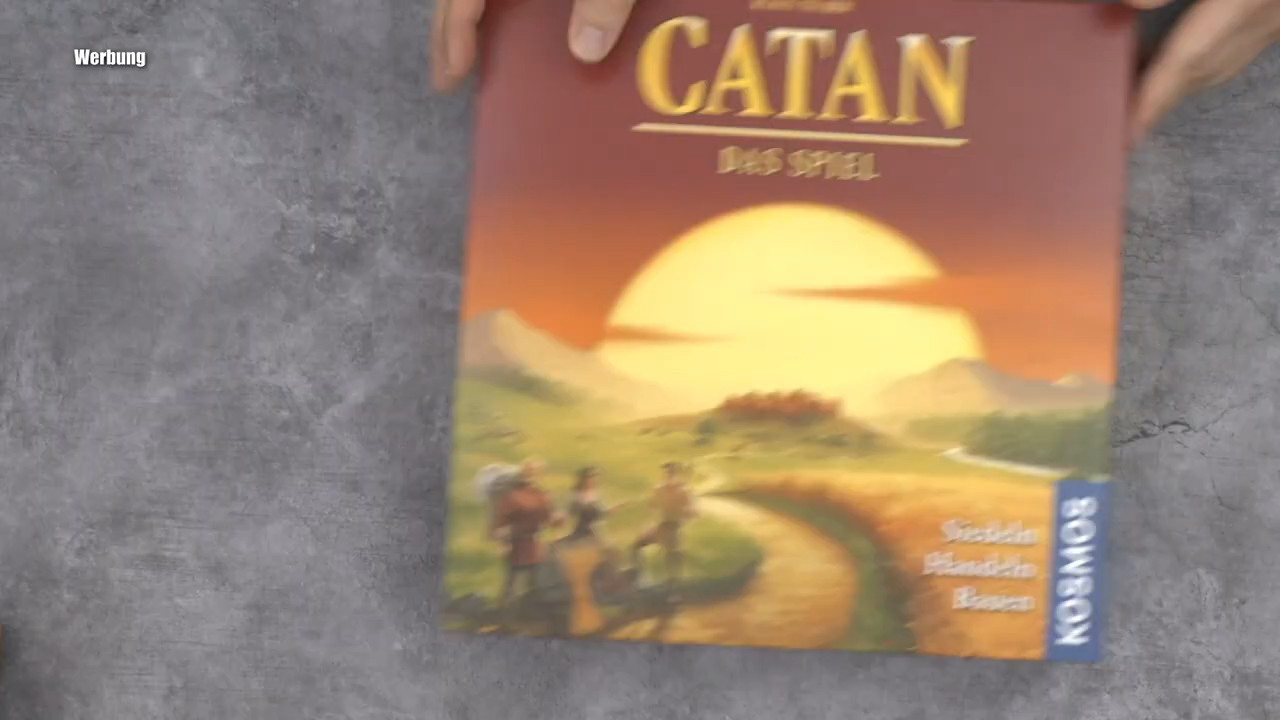 Werbung
CATAN
DAS SPIEL
Siedeln
Handeln
Bauen
KOSMOS